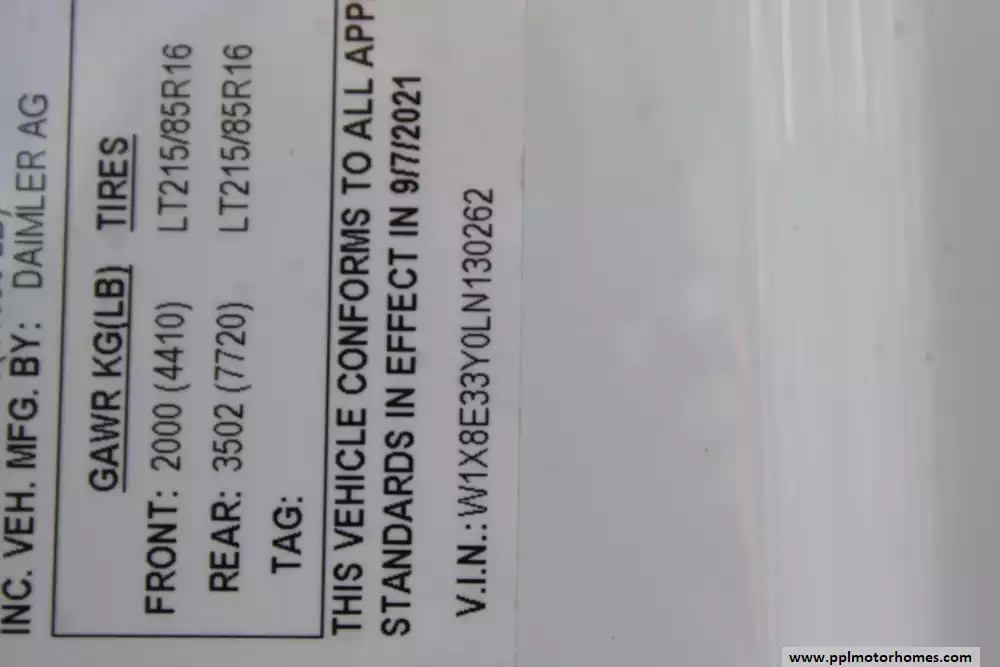 INC. VEH. MFG. BY: DAIMLER AG
GAWR KG(LB) TIRES
FRONT: 2000 (4410) LT215/85R16
REAR: 3502 (7720) LT215/85R16
TAG:
THIS VEHICLE CONFORMS TO ALL APP
STANDARDS IN EFFECT IN 9/7/2021
V.I.N.: W1X8E33Y0LN130262
www.pplmotorhomes.com